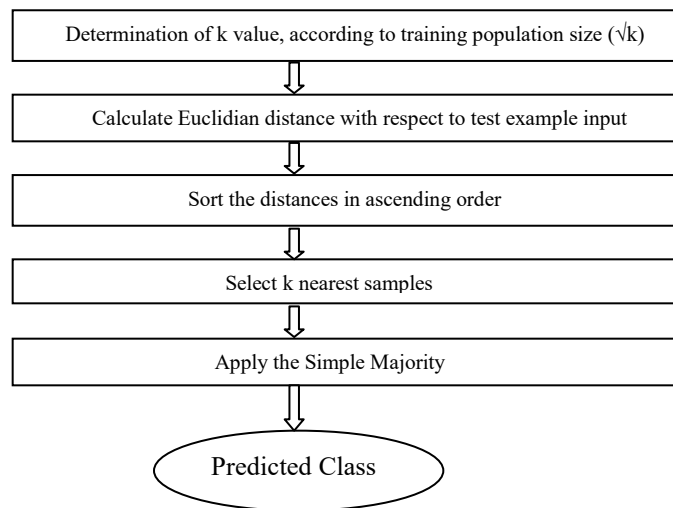 Determination of k value, according to training population size (√k)
Calculate Euclidian distance with respect to test example input
Sort the distances in ascending order
Select k nearest samples
Apply the Simple Majority
Predicted Class